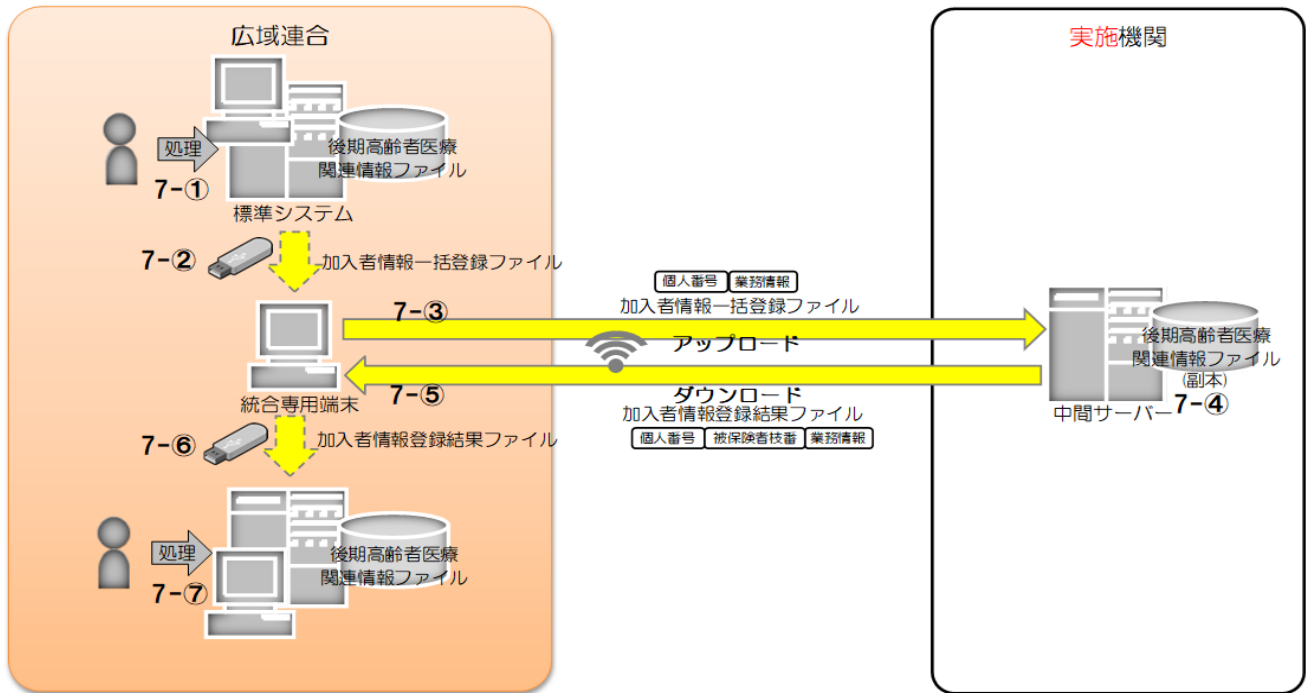 広域連合
処理
7-①
後期高齢者医療
関連情報ファイル
標準システム
7-②
加入者情報一括登録ファイル
統合専用端末
7-③
個人番号 業務情報
加入者情報一括登録ファイル
アップロード
7-⑤
ダウンロード
加入者情報登録結果ファイル
個人番号 被保険者枝番 業務情報
7-⑥
加入者情報登録結果ファイル
処理
7-⑦
後期高齢者医療
関連情報ファイル
実施機関
後期高齢者医療
関連情報ファイル
(副本)
中間サーバー
7-④